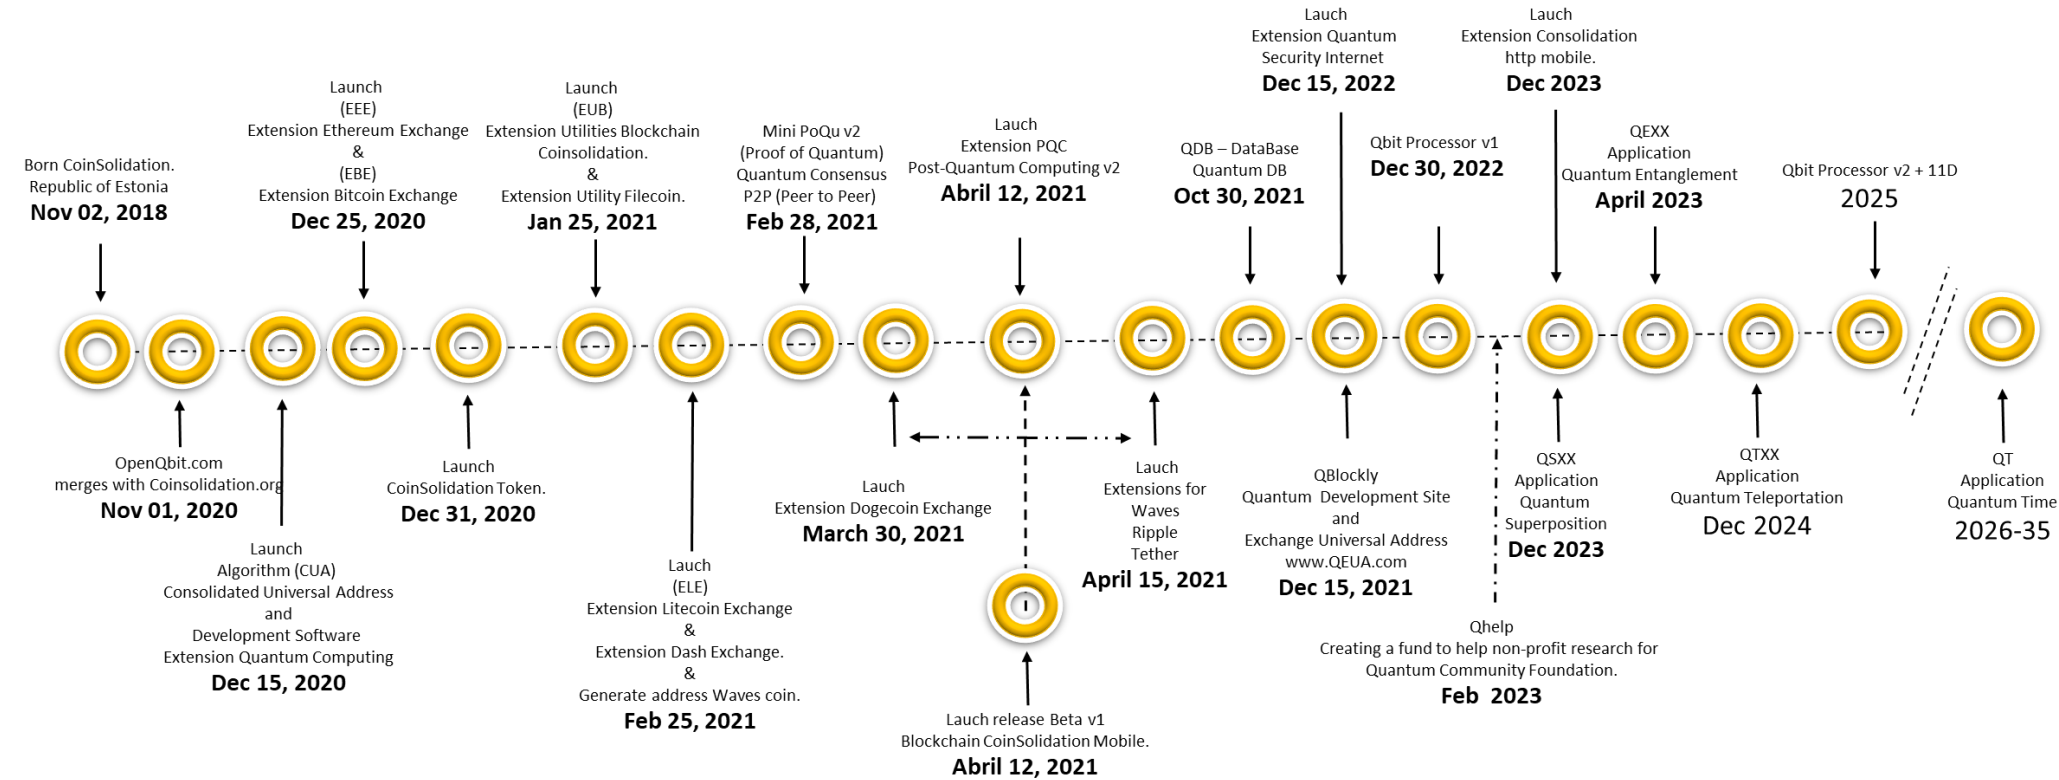 Born CoinSolidation.
Republic of Estonia
Nov 02, 2018
OpenQbit.com
merges with Coinsolidation.org
Nov 01, 2020
Launch
Algorithm (CUA)
Consolidated Universal Address
and
Development Software
Extension Quantum Computing
Dec 15, 2020
Launch
(EEE)
Extension Ethereum Exchange
&
(EBE)
Extension Bitcoin Exchange
Dec 25, 2020
Launch
CoinSolidation Token.
Dec 31, 2020
Launch
(EUB)
Extension Utilities Blockchain
Coinsolidation.
&
Extension Utility Filecoin.
Jan 25, 2021
Lauch
(ELE)
Extension Litecoin Exchange
&
Extension Dash Exchange.
&
Generate address Waves coin.
Feb 25, 2021
Mini PoQu v2
(Proof of Quantum)
Quantum Consensus
P2P (Peer to Peer)
Feb 28, 2021
Lauch
Extension Dogecoin Exchange
March 30, 2021
Lauch
Extension PQC
Post-Quantum Computing v2
Abril 12, 2021
Lauch release Beta v1
Blockchain CoinSolidation Mobile.
Abril 12, 2021
Lauch
Extensions for
Waves
Ripple
Tether
April 15, 2021
QDB – DataBase
Quantum DB
Oct 30, 2021
Lauch
Extension Quantum
Security Internet
Dec 15, 2022
QBlockly
Quantum Development Site
and
Exchange Universal Address
www.QEUA.com
Dec 15, 2021
Qbit Processor v1
Dec 30, 2022
Qhelp
Creating a fund to help non-profit research for
Quantum Community Foundation.
Feb 2023
Lauch
Extension Consolidation
http mobile.
Dec 2023
QSXX
Application
Quantum
Superposition
Dec 2023
QEXX
Application
Quantum Entanglement
April 2023
QTXX
Application
Quantum Teleportation
Dec 2024
Qbit Processor v2 + 11D
2025
QT
Application
Quantum Time
2026-35